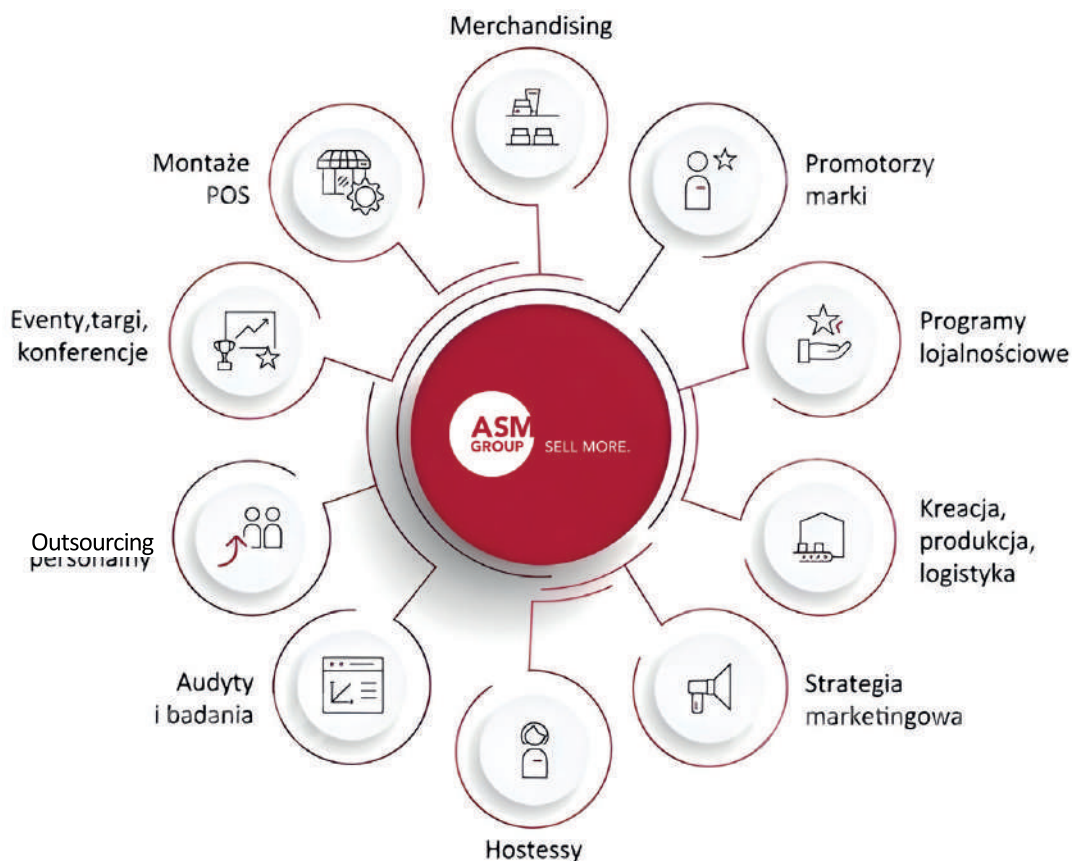 Merchandising
Montaże
POS
Promotorzy
marki
Eventy,targi,
konferencje
Programy
lojalnościowe
ASM
GROUP
SELL MORE.
Outsourcing
personalny
Kreacja,
produkcja,
logistyka
Audyty
i badania
Strategia
marketingowa
Hostessy